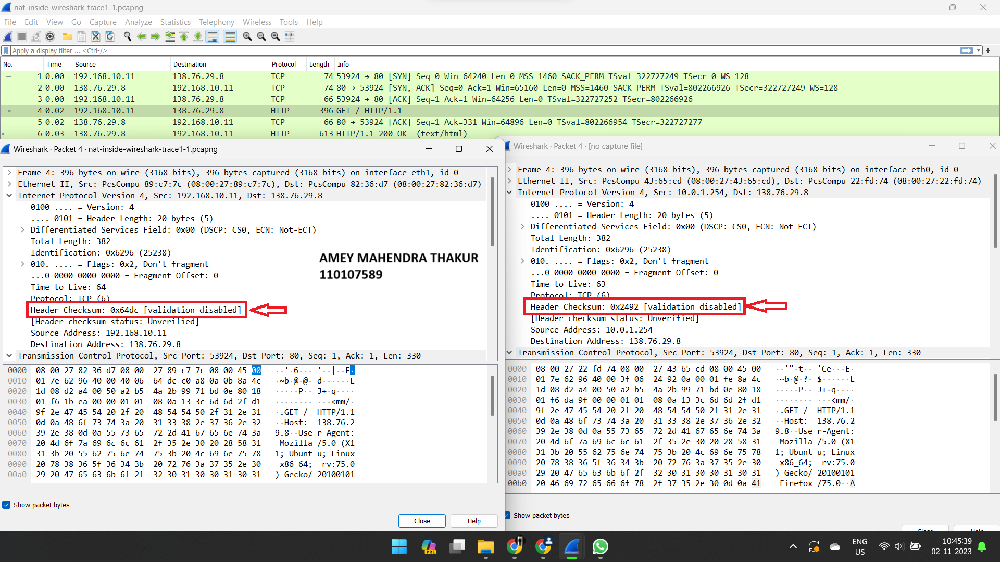 nat-inside-wireshark-trace1-1.pcapng
File Edit View Go Capture Analyze Statistics Telephony Wireless Tools Help
Apply a display filter ... <Ctrl-/>
No. Time Source Destination Protocol Length Info
1 0.00 192.168.10.11 138.76.29.8 TCP 74 53924 → 80 [SYN] Seq=0 Win=64240 Len=0 MSS=1460 SACK_PERM TSval=322727249 TSecr=0 WS=128
2 0.00 138.76.29.8 192.168.10.11 TCP 74 80 → 53924 [SYN, ACK] Seq=0 Ack=1 Win=65160 Len=0 MSS=1460 SACK_PERM TSval=802266926 TSecr=322727249 WS=128
3 0.00 192.168.10.11 138.76.29.8 TCP 66 53924 → 80 [ACK] Seq=1 Ack=1 Win=64256 Len=0 TSval=322727252 TSecr=802266926
4 0.02 192.168.10.11 138.76.29.8 HTTP 396 GET / HTTP/1.1
5 0.02 138.76.29.8 192.168.10.11 TCP 66 80 → 53924 [ACK] Seq=1 Ack=331 Win=64896 Len=0 TSval=802266954 TSecr=322727277
6 0.03 138.76.29.8 192.168.10.11 HTTP 613 HTTP/1.1 200 OK (text/html)
Wireshark · Packet 4 · nat-inside-wireshark-trace1-1.pcapng
Frame 4: 396 bytes on wire (3168 bits), 396 bytes captured (3168 bits) on interface eth1, id 0
Ethernet II, Src: PcsCompu_89:c7:7c (08:00:27:89:c7:7c), Dst: PcsCompu_82:36:d7 (08:00:27:82:36:d7)
Internet Protocol Version 4, Src: 192.168.10.11, Dst: 138.76.29.8
0100 .... = Version: 4
.... 0101 = Header Length: 20 bytes (5)
Differentiated Services Field: 0x00 (DSCP: CS0, ECN: Not-ECT)
Total Length: 382
Identification: 0x6296 (25238)
010. .... = Flags: 0x2, Don't fragment
...0 0000 0000 0000 = Fragment Offset: 0
Time to Live: 64
Protocol: TCP (6)
Header Checksum: 0x64dc [validation disabled]
[Header checksum status: Unverified]
Source Address: 192.168.10.11
Destination Address: 138.76.29.8
Transmission Control Protocol, Src Port: 53924, Dst Port: 80, Seq: 1, Ack: 1, Len: 330
AMEY MAHENDRA THAKUR
110107589
0000 08 00 27 82 36 d7 08 00 27 89 c7 7c 08 00 45 00 ··'·6··· '··|··E·
0010 01 7e 62 96 40 00 40 06 64 dc c0 a8 0a 0b 8a 4c ·~b·@·@· d······L
0020 1d 08 d2 a4 00 50 a2 b5 4a 2b 99 71 bd 0e 80 18 ·····P·· J+·q····
0030 01 f6 1b ea 00 00 01 01 08 0a 13 3c 6d 6d 2f d1 ········ ···<mm/·
0040 9f 2e 47 45 54 20 2f 20 48 54 54 50 2f 31 2e 31 ·.GET / HTTP/1.1
0050 0d 0a 48 6f 73 74 3a 20 31 33 38 2e 37 36 2e 32 ··Host: 138.76.2
0060 39 2e 38 0d 0a 55 73 65 72 2d 41 67 65 6e 74 3a 9.8··Use r-Agent:
0070 20 4d 6f 7a 69 6c 6c 61 2f 35 2e 30 20 28 58 31 Mozilla /5.0 (X1
0080 31 3b 20 55 62 75 6e 74 75 3b 20 4c 69 6e 75 78 1; Ubunt u; Linux
0090 20 78 38 36 5f 36 34 3b 20 72 76 3a 37 35 2e 30 x86_64; rv:75.0
00a0 29 20 47 65 63 6b 6f 2f 32 30 31 30 30 31 30 31 ) Gecko/ 20100101
Show packet bytes
Close Help
Wireshark · Packet 4 · [no capture file]
Frame 4: 396 bytes on wire (3168 bits), 396 bytes captured (3168 bits) on interface eth0, id 0
Ethernet II, Src: PcsCompu_43:65:cd (08:00:27:43:65:cd), Dst: PcsCompu_22:fd:74 (08:00:27:22:fd:74)
Internet Protocol Version 4, Src: 10.0.1.254, Dst: 138.76.29.8
0100 .... = Version: 4
.... 0101 = Header Length: 20 bytes (5)
Differentiated Services Field: 0x00 (DSCP: CS0, ECN: Not-ECT)
Total Length: 382
Identification: 0x6296 (25238)
010. .... = Flags: 0x2, Don't fragment
...0 0000 0000 0000 = Fragment Offset: 0
Time to Live: 63
Protocol: TCP (6)
Header Checksum: 0x2492 [validation disabled]
[Header checksum status: Unverified]
Source Address: 10.0.1.254
Destination Address: 138.76.29.8
Transmission Control Protocol, Src Port: 53924, Dst Port: 80, Seq: 1, Ack: 1, Len: 330
0000 08 00 27 22 fd 74 08 00 27 43 65 cd 08 00 45 00 ··'"·t·· 'Ce···E·
0010 01 7e 62 96 40 00 3f 06 24 92 0a 00 01 fe 8a 4c ·~b·@·?· $······L
0020 1d 08 d2 a4 00 50 a2 b5 4a 2b 99 71 bd 0e 80 18 ·····P·· J+·q····
0030 01 f6 da 9f 00 00 01 01 08 0a 13 3c 6d 6d 2f d1 ········ ···<mm/·
0040 9f 2e 47 45 54 20 2f 20 48 54 54 50 2f 31 2e 31 ·.GET / HTTP/1.1
0050 0d 0a 48 6f 73 74 3a 20 31 33 38 2e 37 36 2e 32 ··Host: 138.76.2
0060 39 2e 38 0d 0a 55 73 65 72 2d 41 67 65 6e 74 3a 9.8··Use r-Agent:
0070 20 4d 6f 7a 69 6c 6c 61 2f 35 2e 30 20 28 58 31 Mozilla /5.0 (X1
0080 31 3b 20 55 62 75 6e 74 75 3b 20 4c 69 6e 75 78 1; Ubunt u; Linux
0090 20 78 38 36 5f 36 34 3b 20 72 76 3a 37 35 2e 30 x86_64; rv:75.0
00a0 29 20 47 65 63 6b 6f 2f 32 30 31 30 30 31 30 31 ) Gecko/ 20100101
00b0 20 46 69 72 65 66 6f 78 2f 37 35 2e 30 0d 0a 41 Firefox /75.0··A
Show packet bytes
Close Help
PRE
ENG
US
10:45:39
02-11-2023